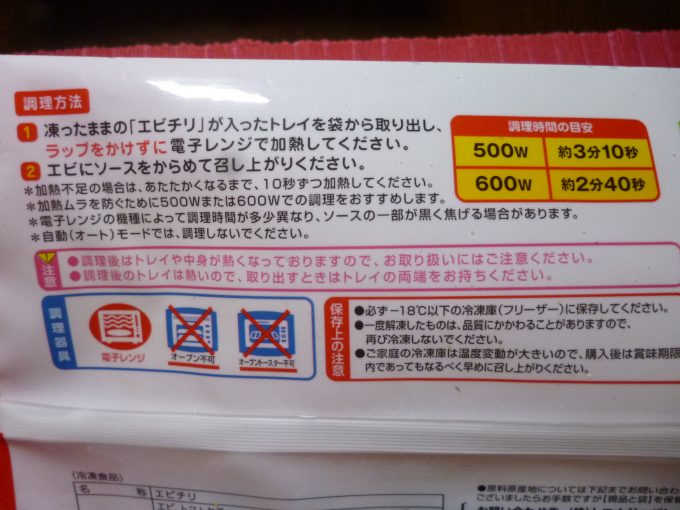 調理方法
1 凍ったままの「エビチリ」が入ったトレイを袋から取り出し、
ラップをかけずに電子レンジで加熱してください。
2 エビにソースをからめて召し上がりください。
*加熱不足の場合は、あたたかくなるまで、10秒ずつ加熱してください。
*加熱ムラを防ぐために500Wまたは600Wでの調理をおすすめします。
*電子レンジの機種によって調理時間が多少異なり、ソースの一部が黒く焦げる場合があります。
*自動(オート)モードでは、調理しないでください。
調理時間の目安
500W 約3分10秒
600W 約2分40秒
注意
●調理後はトレイや中身が熱くなっておりますので、お取り扱いにはご注意ください。
●調理後のトレイは熱いので、取り出すときはトレイの両端をお持ちください。
調理器具
電子レンジ
オーブン不可
オーブントースター不可
保存上の注意
●必ず−18℃以下の冷凍庫(フリーザー)に保存してください。
●一度解凍したものは、品質にかかわることがありますので、
再び冷凍しないでください。
●ご家庭の冷凍庫は温度変動が大きいので、購入後は賞味期限
内であってもなるべく早めに召し上がりください。
(冷凍食品)
名称 エビチリ
●原料原産地については下記までお問い合わ
ございましたらお手数ですが【現品と袋】を保